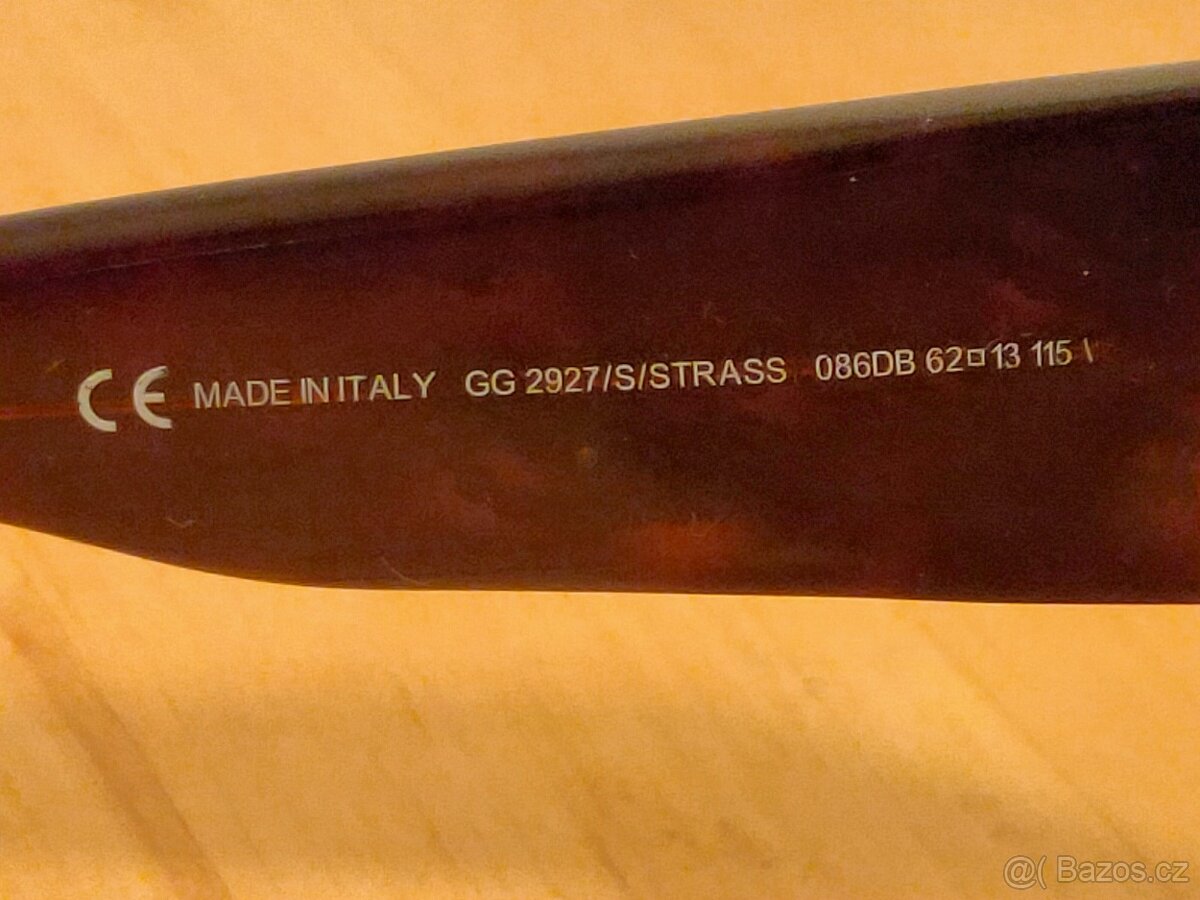 CE MADE IN ITALY GG 2927/S/STRASS 086DB 62□13 115 \
@( Bazos.cz